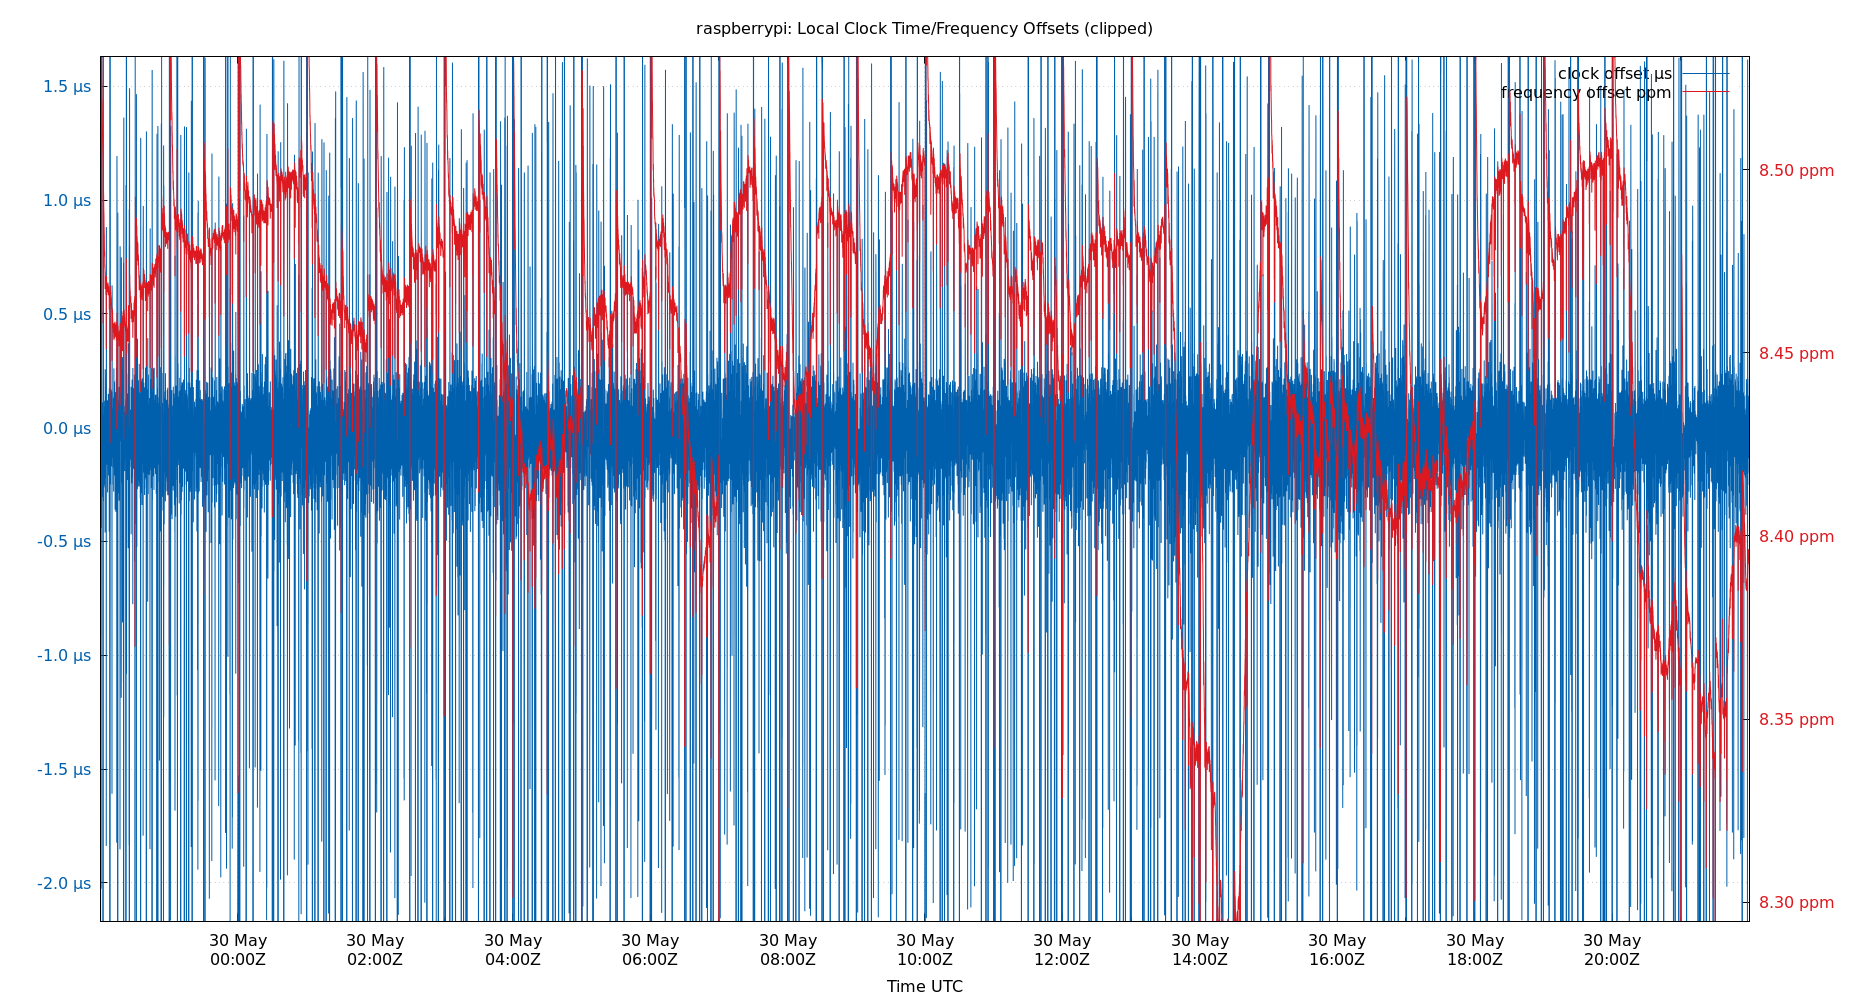 raspberrypi: Local Clock Time/Frequency Offsets (clipped)
clock offset µs
frequency offset ppm
1.5 µs
1.0 µs
0.5 µs
0.0 µs
-0.5 µs
-1.0 µs
-1.5 µs
-2.0 µs
8.50 ppm
8.45 ppm
8.40 ppm
8.35 ppm
8.30 ppm
30 May 30 May 30 May 30 May 30 May 30 May 30 May 30 May 30 May 30 May 30 May
00:00Z 02:00Z 04:00Z 06:00Z 08:00Z 10:00Z 12:00Z 14:00Z 16:00Z 18:00Z 20:00Z
Time UTC